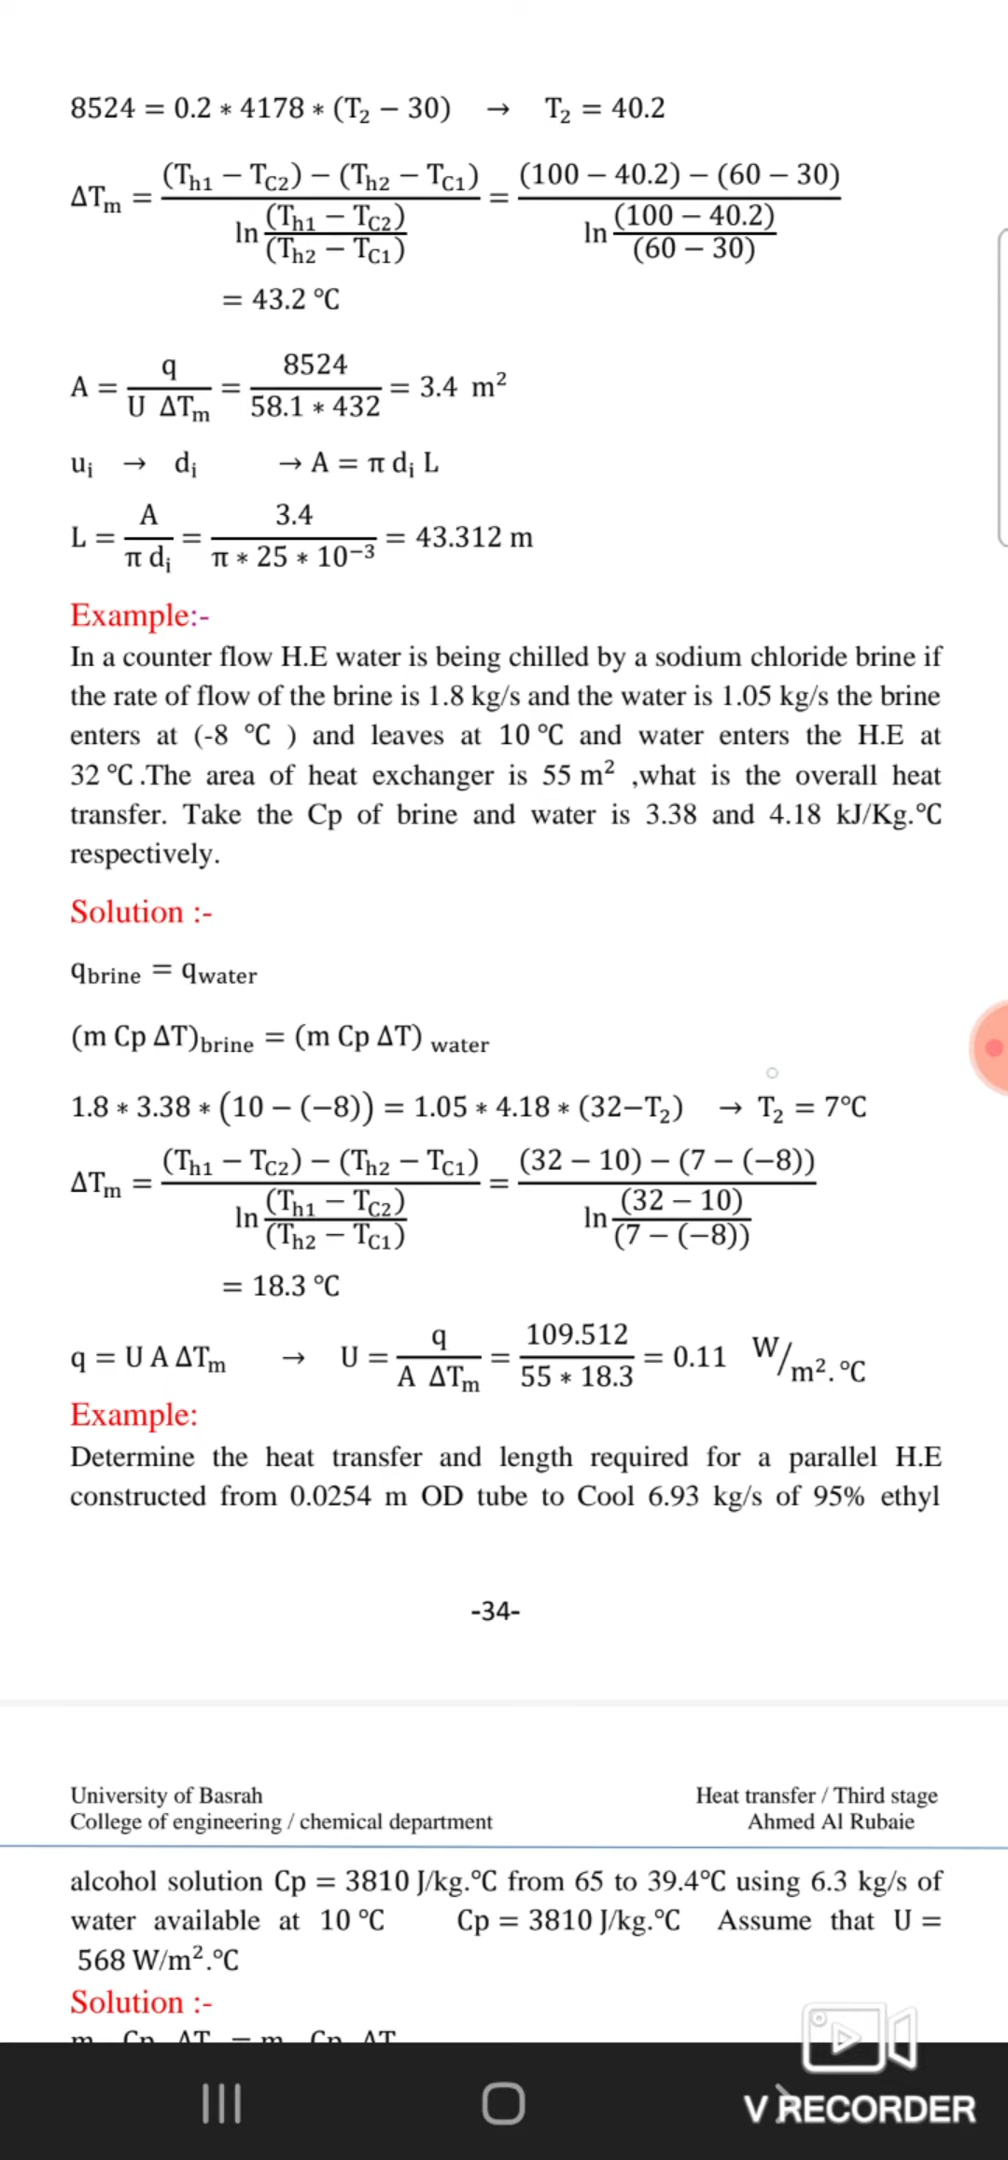 8524 = 0.2 * 4178 * (T₂ − 30) → T₂ = 40.2
ΔTₘ = (Tₕ₁ − T_C2) − (Tₕ₂ − T_C1) / ln (Tₕ₁ − T_C2) / (Tₕ₂ − T_C1) = (100 − 40.2) − (60 − 30) / ln (100 − 40.2) / (60 − 30)
= 43.2 °C
A = q / U ΔTₘ = 8524 / 58.1 * 432 = 3.4 m²
uᵢ → dᵢ → A = π dᵢ L
L = A / π dᵢ = 3.4 / π * 25 * 10⁻³ = 43.312 m
Example:-
In a counter flow H.E water is being chilled by a sodium chloride brine if
the rate of flow of the brine is 1.8 kg/s and the water is 1.05 kg/s the brine
enters at (-8 °C ) and leaves at 10 °C and water enters the H.E at
32 °C .The area of heat exchanger is 55 m² ,what is the overall heat
transfer. Take the Cp of brine and water is 3.38 and 4.18 kJ/Kg.°C
respectively.
Solution :-
q_brine = q_water
(m Cp ΔT)_brine = (m Cp ΔT)_water
1.8 * 3.38 * (10 − (−8)) = 1.05 * 4.18 * (32−T₂) → T₂ = 7°C
ΔTₘ = (Tₕ₁ − T_C2) − (Tₕ₂ − T_C1) / ln (Tₕ₁ − T_C2) / (Tₕ₂ − T_C1) = (32 − 10) − (7 − (−8)) / ln (32 − 10) / (7 − (−8))
= 18.3 °C
q = U A ΔTₘ → U = q / A ΔTₘ = 109.512 / 55 * 18.3 = 0.11 W/m². °C
Example:
Determine the heat transfer and length required for a parallel H.E
constructed from 0.0254 m OD tube to Cool 6.93 kg/s of 95% ethyl
-34-
University of Basrah
Heat transfer / Third stage
College of engineering / chemical department
Ahmed Al Rubaie
alcohol solution Cp = 3810 J/kg.°C from 65 to 39.4°C using 6.3 kg/s of
water available at 10 °C Cp = 3810 J/kg.°C Assume that U =
568 W/m².°C
Solution :-
m Cp ΔT = m Cp ΔT
V RECORDER